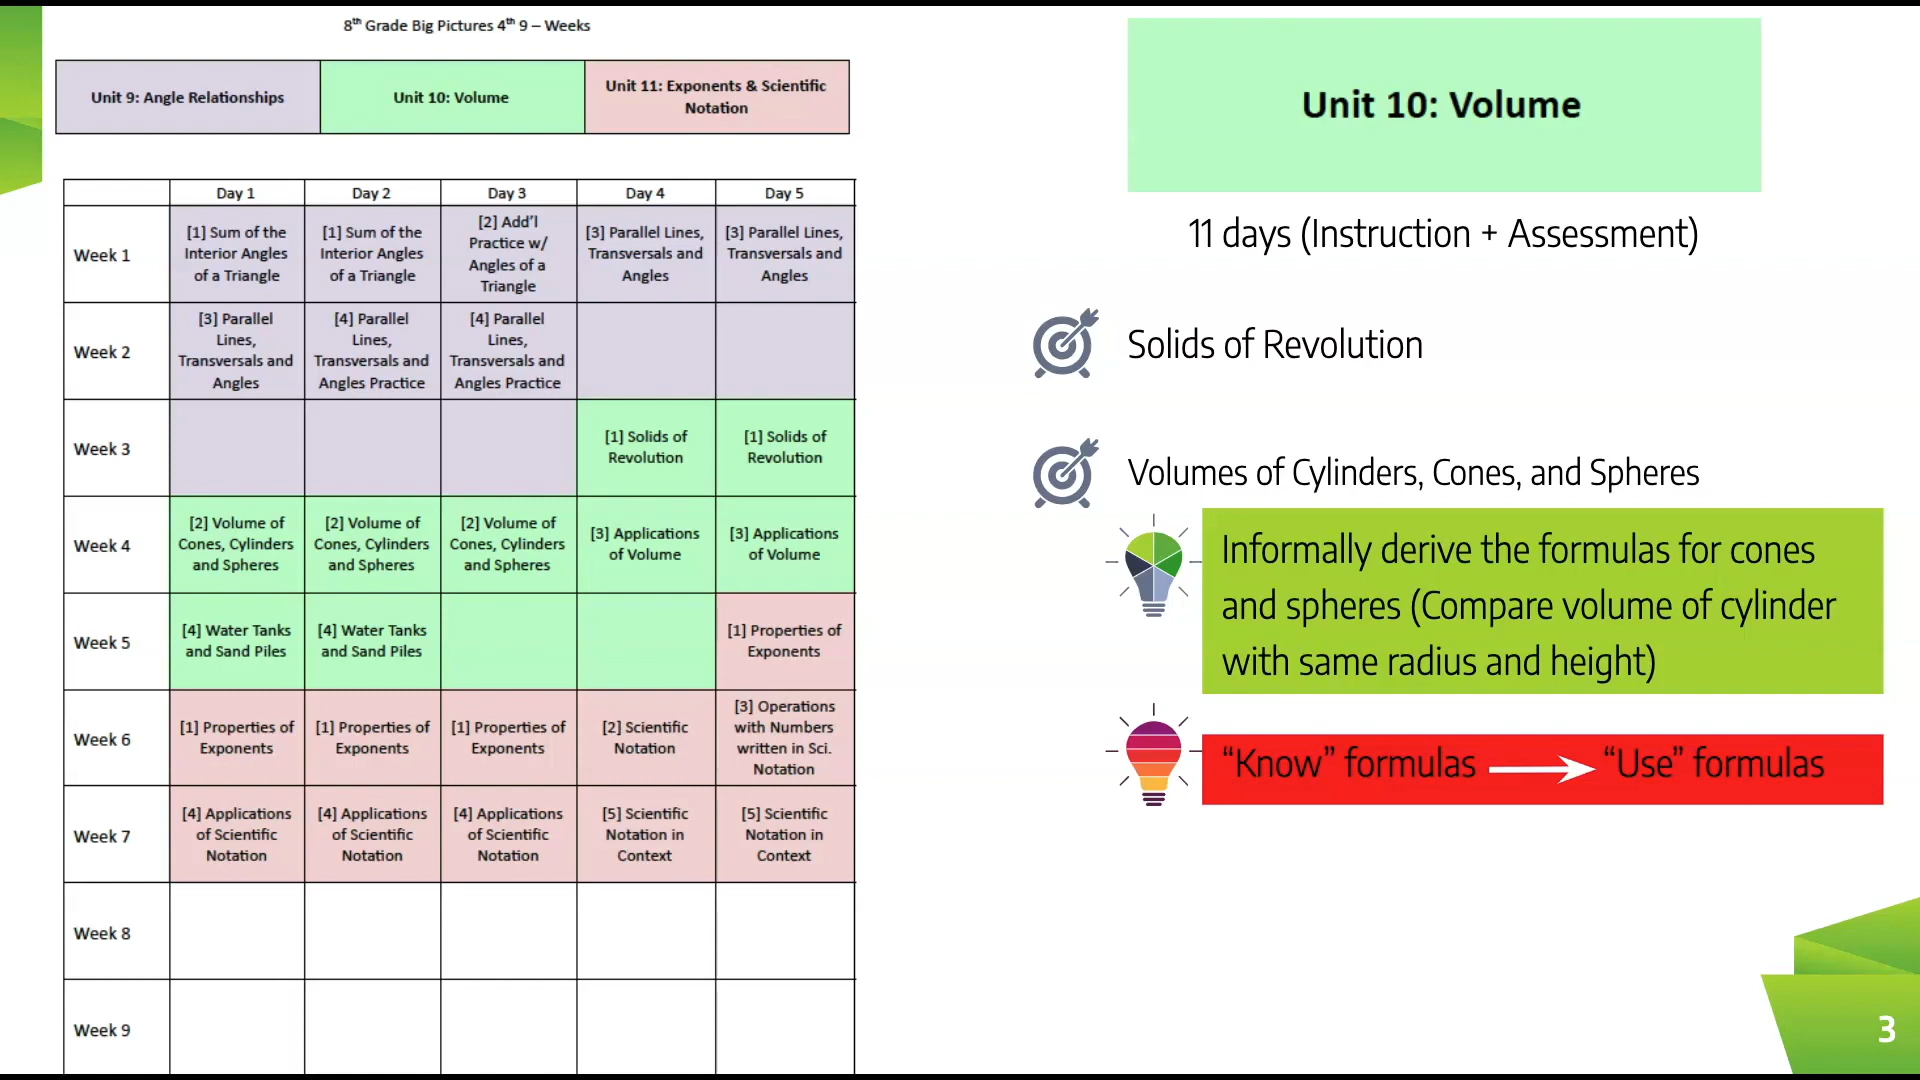 8th Grade Big Pictures 4th 9 – Weeks
Unit 9: Angle Relationships
Unit 10: Volume
Unit 11: Exponents & Scientific
Notation
Day 1
Day 2
Day 3
Day 4
Day 5
Week 1
[1] Sum of the
Interior Angles
of a Triangle
[1] Sum of the
Interior Angles
of a Triangle
[2] Add’l
Practice w/
Angles of a
Triangle
[3] Parallel Lines,
Transversals and
Angles
[3] Parallel Lines,
Transversals and
Angles
Week 2
[3] Parallel
Lines,
Transversals and
Angles
[4] Parallel
Lines,
Transversals and
Angles Practice
[4] Parallel
Lines,
Transversals and
Angles Practice
Week 3
[1] Solids of
Revolution
[1] Solids of
Revolution
Week 4
[2] Volume of
Cones, Cylinders
and Spheres
[2] Volume of
Cones, Cylinders
and Spheres
[2] Volume of
Cones, Cylinders
and Spheres
[3] Applications
of Volume
[3] Applications
of Volume
Week 5
[4] Water Tanks
and Sand Piles
[4] Water Tanks
and Sand Piles
[1] Properties of
Exponents
Week 6
[1] Properties of
Exponents
[1] Properties of
Exponents
[1] Properties of
Exponents
[2] Scientific
Notation
[3] Operations
with Numbers
written in Sci.
Notation
Week 7
[4] Applications
of Scientific
Notation
[4] Applications
of Scientific
Notation
[4] Applications
of Scientific
Notation
[5] Scientific
Notation in
Context
[5] Scientific
Notation in
Context
Week 8
Week 9
Unit 10: Volume
11 days (Instruction + Assessment)
Solids of Revolution
Volumes of Cylinders, Cones, and Spheres
Informally derive the formulas for cones
and spheres (Compare volume of cylinder
with same radius and height)
“Know” formulas “Use” formulas
3